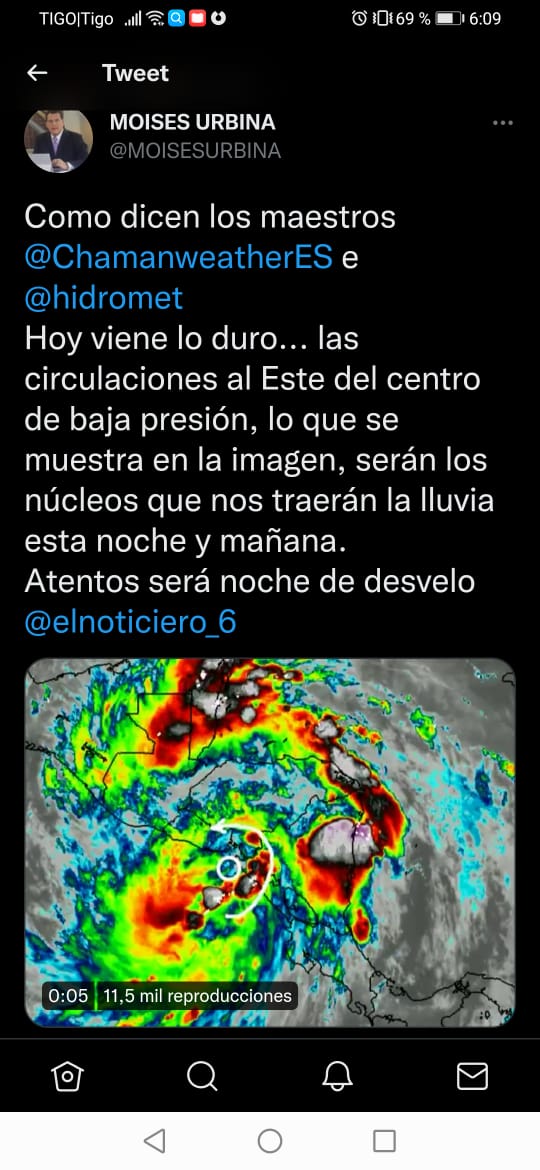 TIGO|Tigo 69 % 6:09
Tweet
MOISES URBINA
@MOISESURBINA
Como dicen los maestros
@ChamanweatherES e
@hidromet
Hoy viene lo duro... las
circulaciones al Este del centro
de baja presión, lo que se
muestra en la imagen, serán los
núcleos que nos traerán la lluvia
esta noche y mañana.
Atentos será noche de desvelo
@elnoticiero_6
0:05 11,5 mil reproducciones